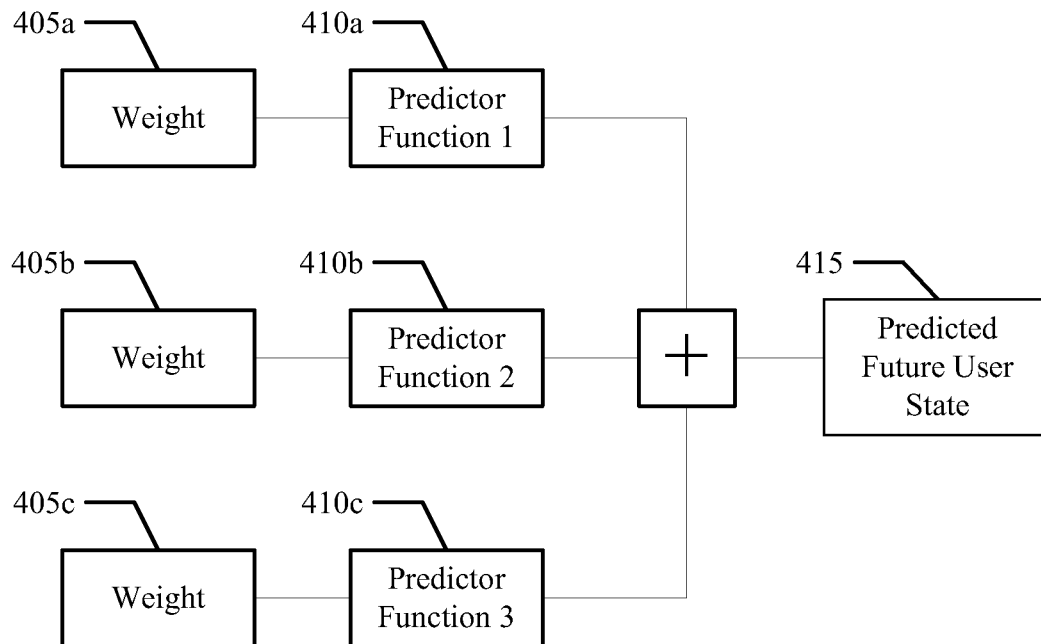 405a
410a
Weight
Predictor
Function 1
405b
410b
415
Weight
Predictor
Function 2
+
Predicted
Future User
State
405c
410c
Weight
Predictor
Function 3